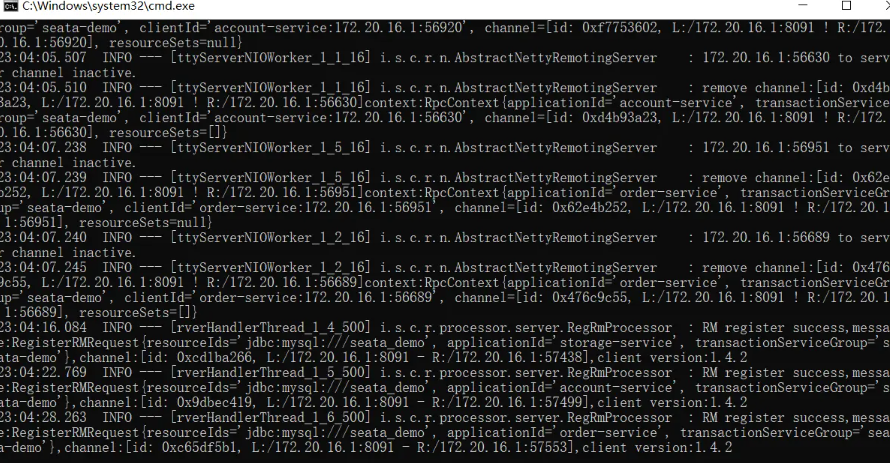 C:\Windows\system32\cmd.exe
roup='seata-demo', clientId='account-service:172.20.16.1:56920', channel=[id: 0xf7753602, L:/172.20.16.1:8091 ! R:/172.
0.16.1:56920], resourceSets=null}
23:04:05.507  INFO --- [ttyServerNIOWorker_1_1_16] i.s.c.r.n.AbstractNettyRemotingServer    : 172.20.16.1:56630 to serv
r channel inactive.
23:04:05.510  INFO --- [ttyServerNIOWorker_1_1_16] i.s.c.r.n.AbstractNettyRemotingServer    : remove channel:[id: 0xd4b
3a23, L:/172.20.16.1:8091 ! R:/172.20.16.1:56630]context:RpcContext{applicationId='account-service', transactionService
roup='seata-demo', clientId='account-service:172.20.16.1:56630', channel=[id: 0xd4b93a23, L:/172.20.16.1:8091 ! R:/172.
0.16.1:56630], resourceSets=[]}
23:04:07.238  INFO --- [ttyServerNIOWorker_1_5_16] i.s.c.r.n.AbstractNettyRemotingServer    : 172.20.16.1:56951 to serv
r channel inactive.
23:04:07.239  INFO --- [ttyServerNIOWorker_1_5_16] i.s.c.r.n.AbstractNettyRemotingServer    : remove channel:[id: 0x62e
b252, L:/172.20.16.1:8091 ! R:/172.20.16.1:56951]context:RpcContext{applicationId='order-service', transactionServiceGr
up='seata-demo', clientId='order-service:172.20.16.1:56951', channel=[id: 0x62e4b252, L:/172.20.16.1:8091 ! R:/172.20.1
.1:56951], resourceSets=null}
23:04:07.240  INFO --- [ttyServerNIOWorker_1_2_16] i.s.c.r.n.AbstractNettyRemotingServer    : 172.20.16.1:56689 to serv
r channel inactive.
23:04:07.245  INFO --- [ttyServerNIOWorker_1_2_16] i.s.c.r.n.AbstractNettyRemotingServer    : remove channel:[id: 0x476
9c55, L:/172.20.16.1:8091 ! R:/172.20.16.1:56689]context:RpcContext{applicationId='order-service', transactionServiceGr
up='seata-demo', clientId='order-service:172.20.16.1:56689', channel=[id: 0x476c9c55, L:/172.20.16.1:8091 ! R:/172.20.1
.1:56689], resourceSets=[]}
23:04:16.084  INFO --- [rverHandlerThread_1_4_500] i.s.c.r.processor.server.RegRmProcessor  : RM register success,messa
e:RegisterRMRequest{resourceIds='jdbc:mysql:///seata_demo', applicationId='storage-service', transactionServiceGroup='s
ata-demo'},channel:[id: 0xcd1ba266, L:/172.20.16.1:8091 - R:/172.20.16.1:57438],client version:1.4.2
23:04:22.769  INFO --- [rverHandlerThread_1_5_500] i.s.c.r.processor.server.RegRmProcessor  : RM register success,messa
e:RegisterRMRequest{resourceIds='jdbc:mysql:///seata_demo', applicationId='account-service', transactionServiceGroup='s
ata-demo'},channel:[id: 0x9dbec419, L:/172.20.16.1:8091 - R:/172.20.16.1:57499],client version:1.4.2
23:04:28.263  INFO --- [rverHandlerThread_1_6_500] i.s.c.r.processor.server.RegRmProcessor  : RM register success,messa
e:RegisterRMRequest{resourceIds='jdbc:mysql:///seata_demo', applicationId='order-service', transactionServiceGroup='sea
a-demo'},channel:[id: 0xc65df5b1, L:/172.20.16.1:8091 - R:/172.20.16.1:57553],client version:1.4.2